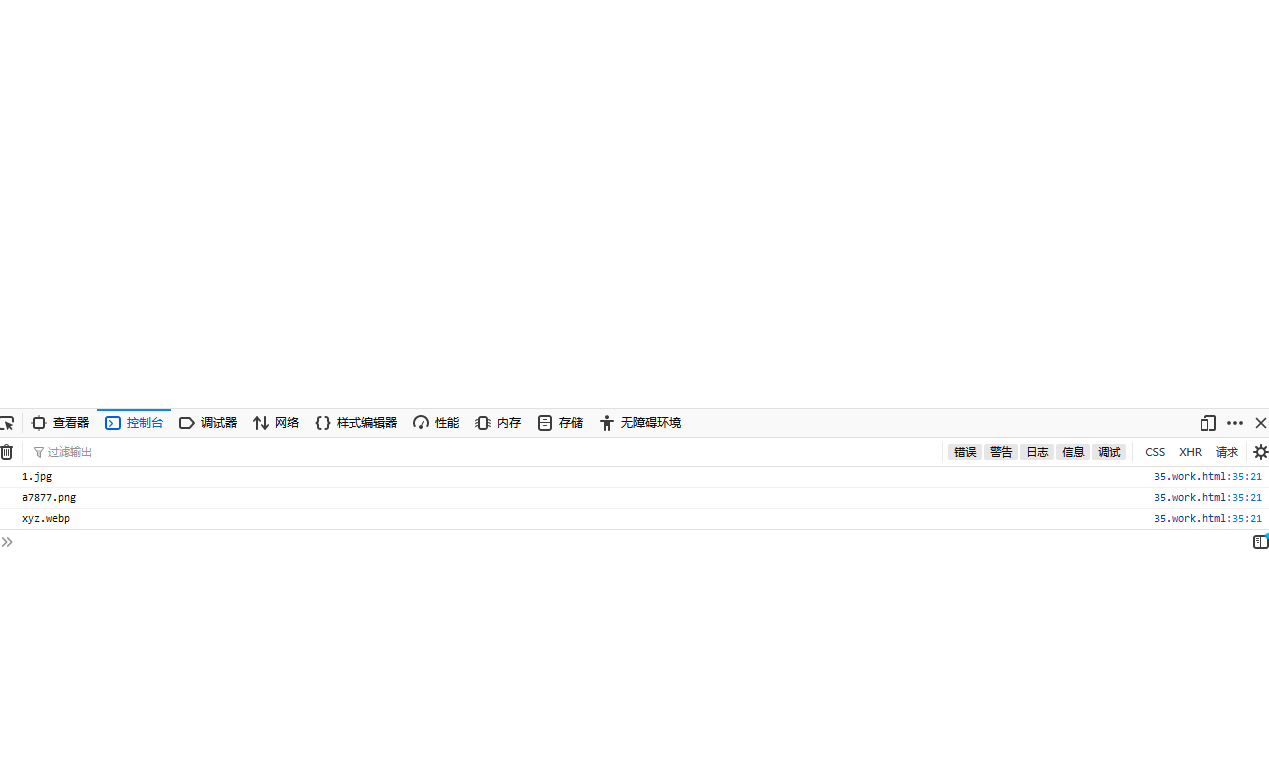 查看器 控制台 调试器 网络 样式编辑器 性能 内存 存储 无障碍环境
过滤输出 错误 警告 日志 信息 调试 CSS XHR 请求
1.jpg 35.work.html:35:21
a7877.png 35.work.html:35:21
xyz.webp 35.work.html:35:21